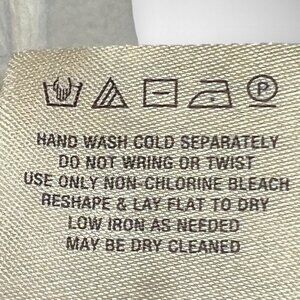 P
HAND WASH COLD SEPARATELY
DO NOT WRING OR TWIST
USE ONLY NON-CHLORINE BLEACH
RESHAPE & LAY FLAT TO DRY
LOW IRON AS NEEDED
MAY BE DRY CLEANED